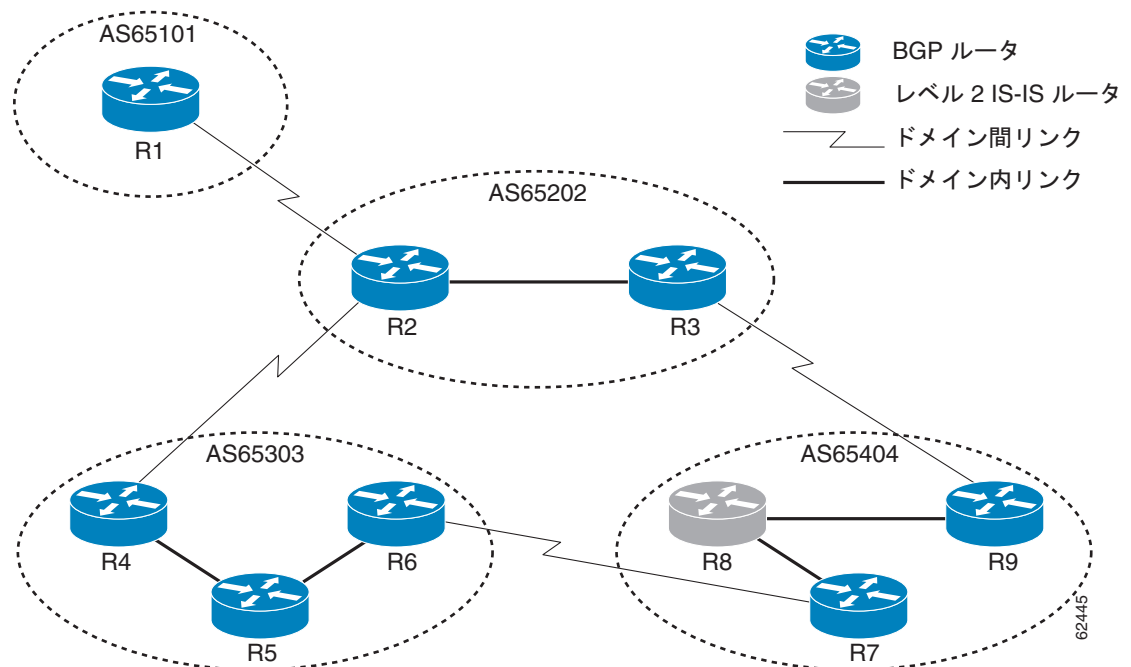 AS65101
R1
BGP ルータ
レベル 2 IS-IS ルータ
ドメイン間リンク
ドメイン内リンク
AS65202
R2
R3
AS65303
R4
R6
R5
AS65404
R8
R9
R7
62445